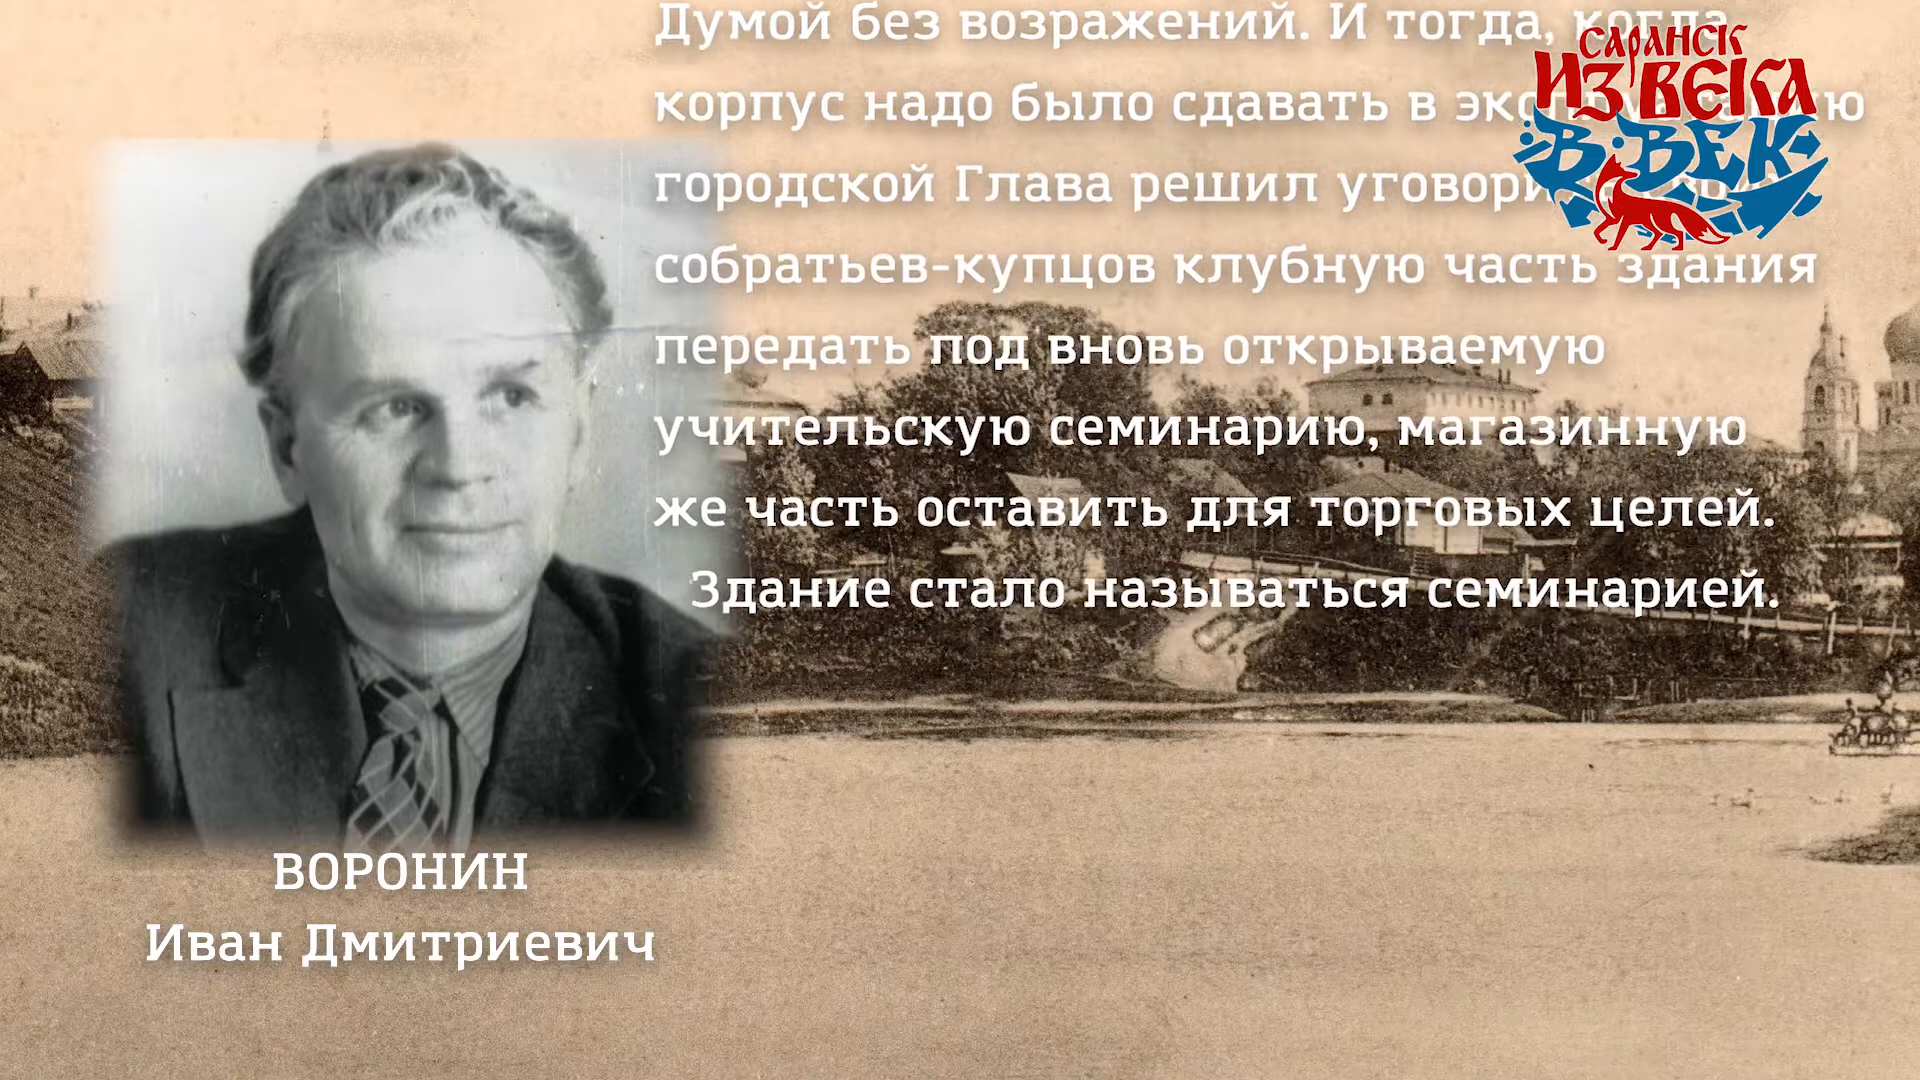 Думой без возражений. И тогда, когда
корпус надо было сдавать в эксплуатацию
городской Глава решил уговорить
собратьев-купцов клубную часть здания
передать под вновь открываемую
учительскую семинарию, магазинную
же часть оставить для торговых целей.
Здание стало называться семинарией.
САРАНСК
ИЗ ВЕКА
В ВЕК
ВОРОНИН
Иван Дмитриевич